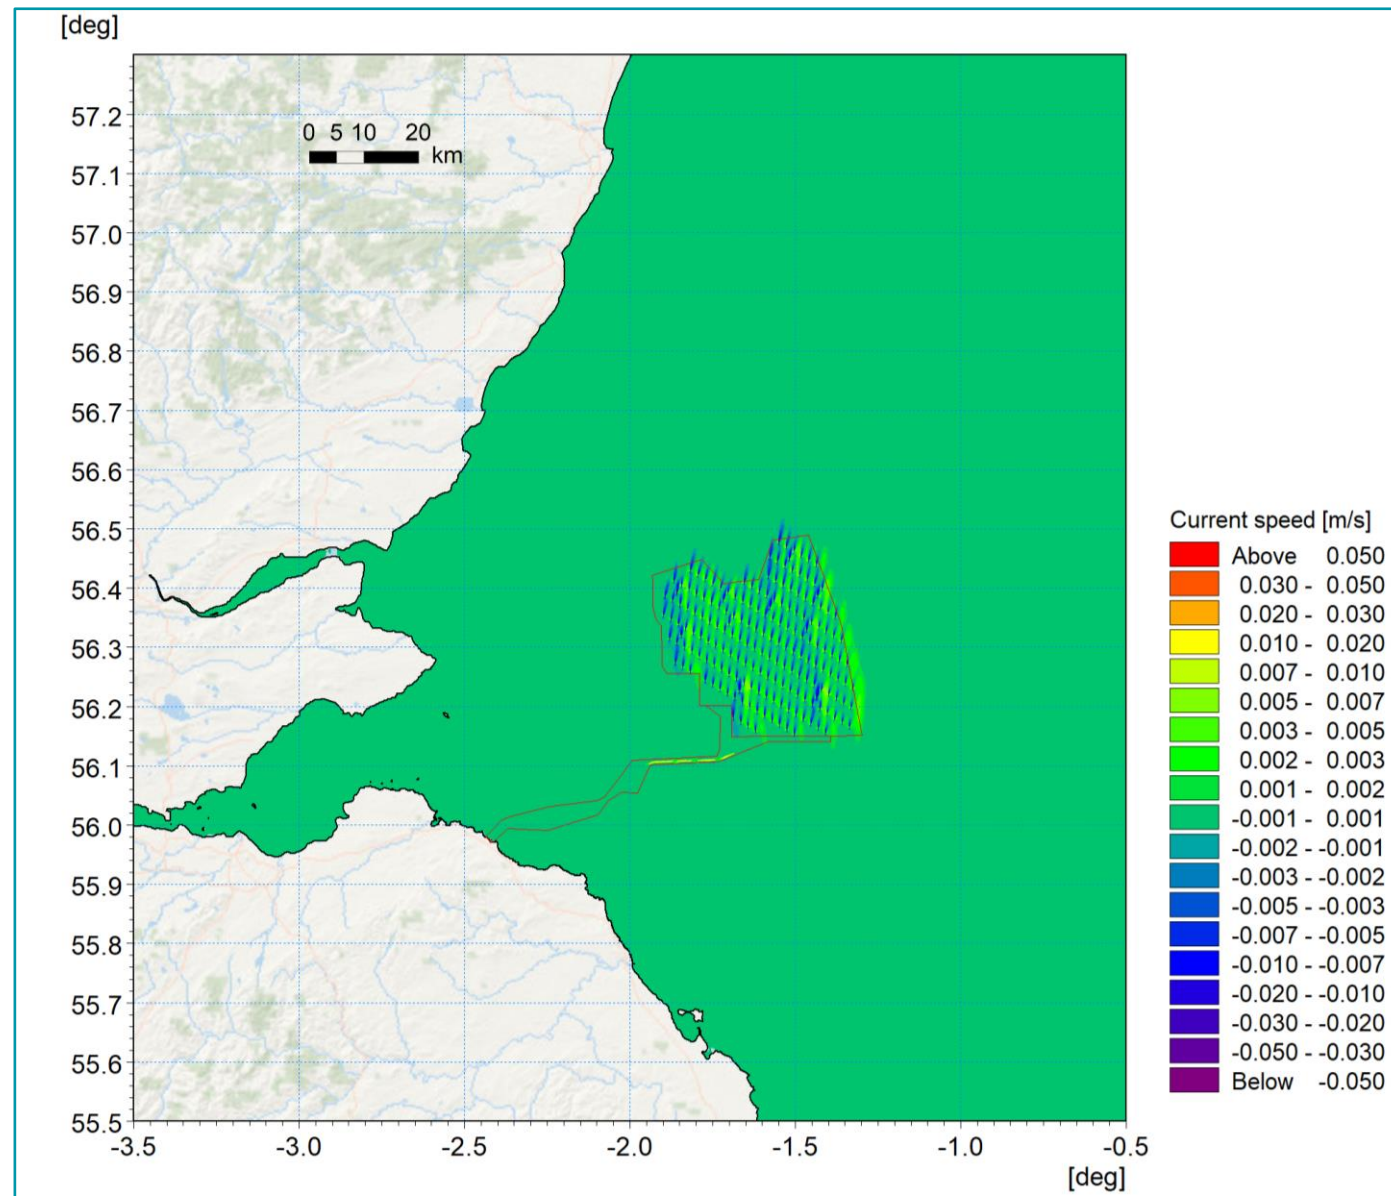 [deg]
57.2
57.1
57.0
56.9
56.8
56.7
56.6
56.5
56.4
56.3
56.2
56.1
56.0
55.9
55.8
55.7
55.6
55.5
0 5 10 20
km
-3.5 -3.0 -2.5 -2.0 -1.5 -1.0 -0.5
[deg]
Current speed [m/s]
Above 0.050
0.030 - 0.050
0.020 - 0.030
0.010 - 0.020
0.007 - 0.010
0.005 - 0.007
0.003 - 0.005
0.002 - 0.003
0.001 - 0.002
-0.001 - 0.001
-0.002 - -0.001
-0.003 - -0.002
-0.005 - -0.003
-0.007 - -0.005
-0.010 - -0.007
-0.020 - -0.010
-0.030 - -0.020
-0.050 - -0.030
Below -0.050